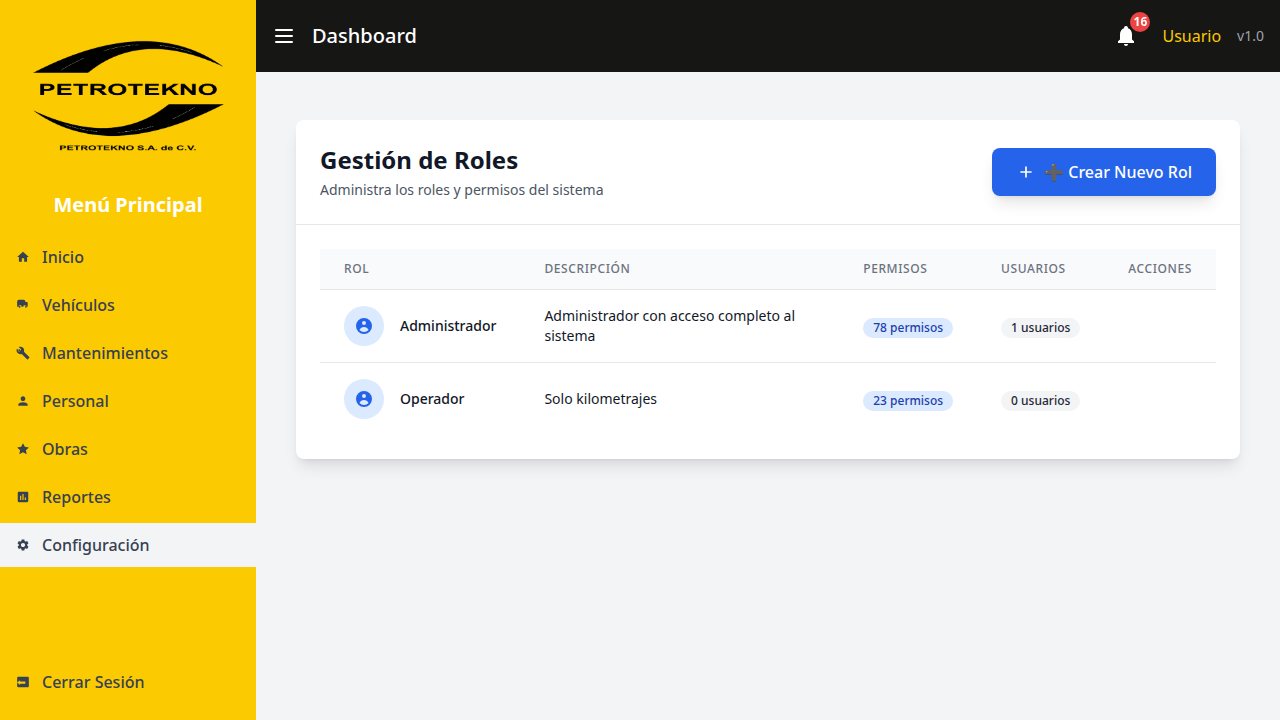 PETROTEKNO
PETROTEKNO S.A. de C.V.
Menú Principal
Inicio
Vehículos
Mantenimientos
Personal
Obras
Reportes
Configuración
Cerrar Sesión
Dashboard
16
Usuario
v1.0
Gestión de Roles
Administra los roles y permisos del sistema
➕ Crear Nuevo Rol
ROL DESCRIPCIÓN PERMISOS USUARIOS ACCIONES
Administrador Administrador con acceso completo al
sistema 78 permisos 1 usuarios
Operador Solo kilometrajes 23 permisos 0 usuarios